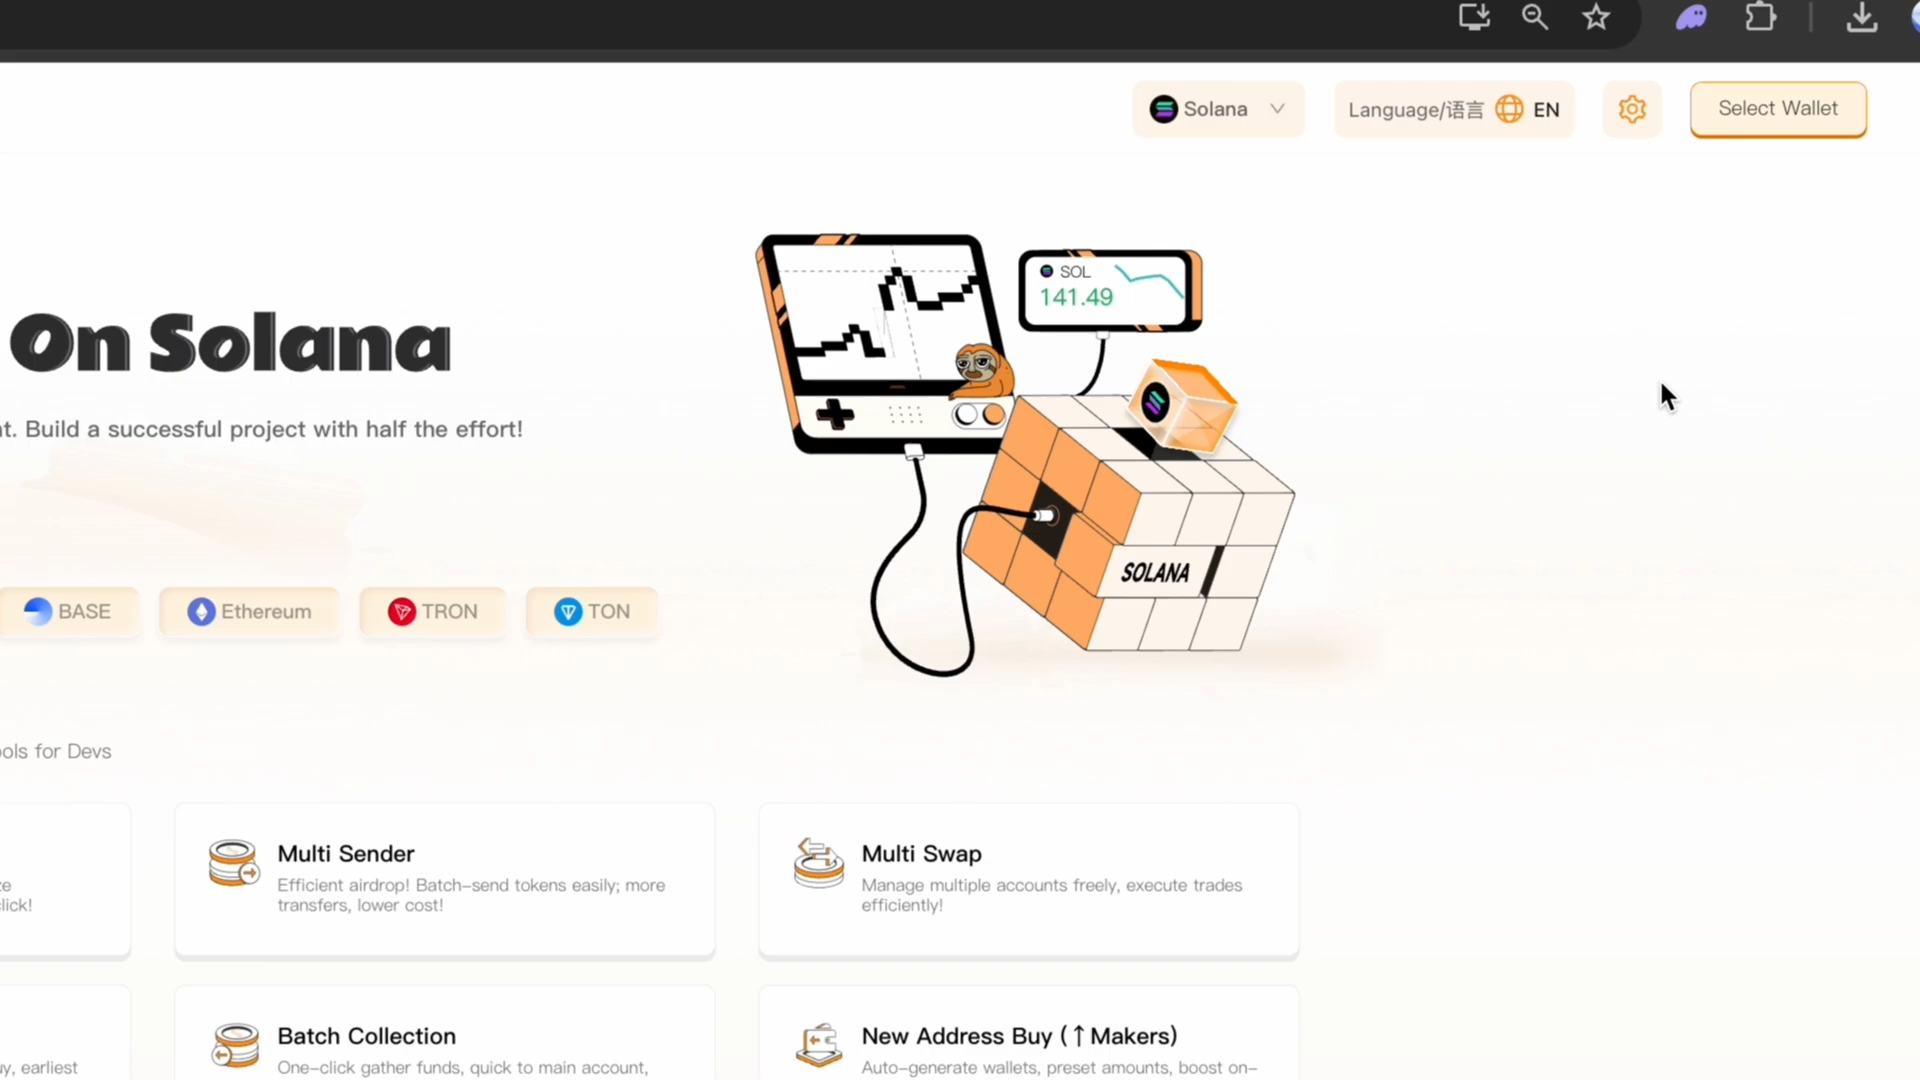 Solana
Language/语言 EN
Select Wallet
SOL
141.49
On Solana
Build a successful project with half the effort!
SOLANA
BASE
Ethereum
TRON
TON
for Devs
Multi Sender
Efficient airdrop! Batch-send tokens easily; more
transfers, lower cost!
Multi Swap
Manage multiple accounts freely, execute trades
efficiently!
Batch Collection
One-click gather funds, quick to main account,
New Address Buy (↑Makers)
Auto-generate wallets, preset amounts, boost on-
earliest